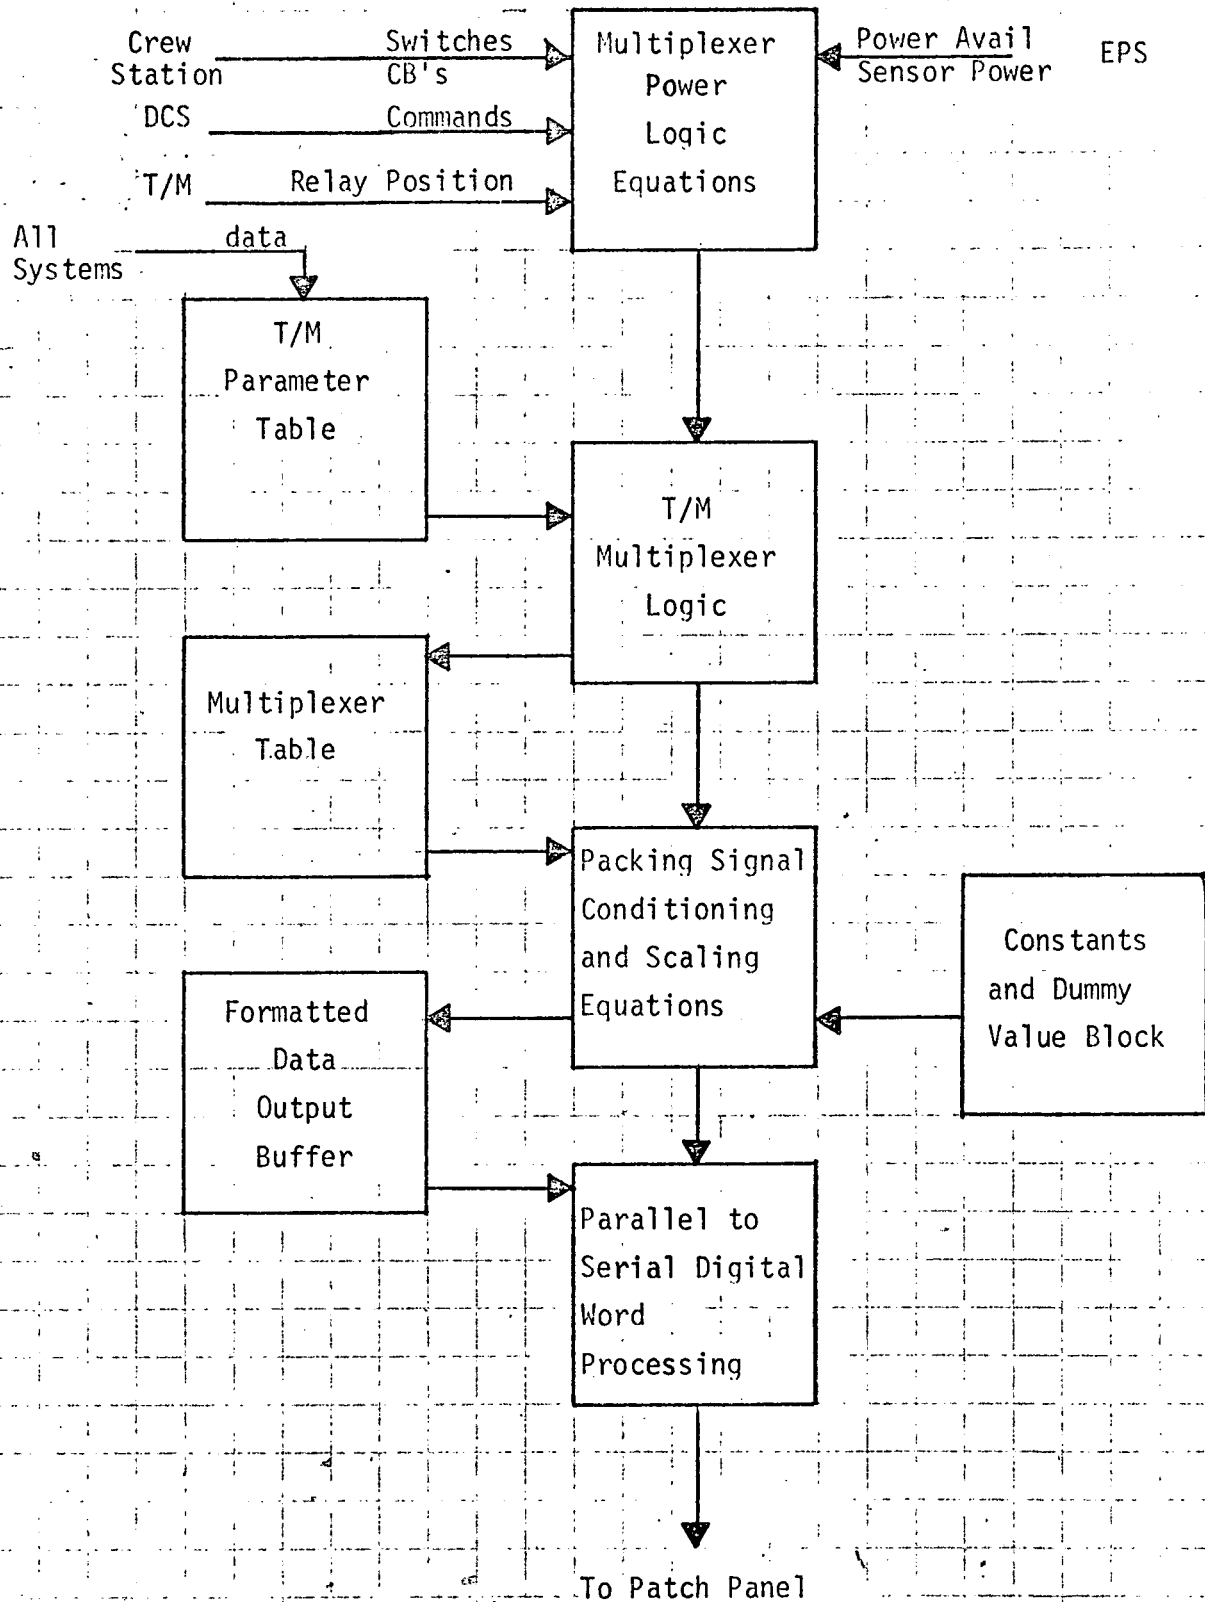 Crew
Station
Switches
CB's
DCS
Commands
T/M
Relay Position
All
Systems
data
Multiplexer
Power
Logic
Equations
Power Avail
Sensor Power
EPS
T/M
Parameter
Table
T/M
Multiplexer
Logic
Multiplexer
Table
Packing Signal
Conditioning
and Scaling
Equations
Constants
and Dummy
Value Block
Formatted
Data
Output
Buffer
Parallel to
Serial Digital
Word
Processing
To Patch Panel